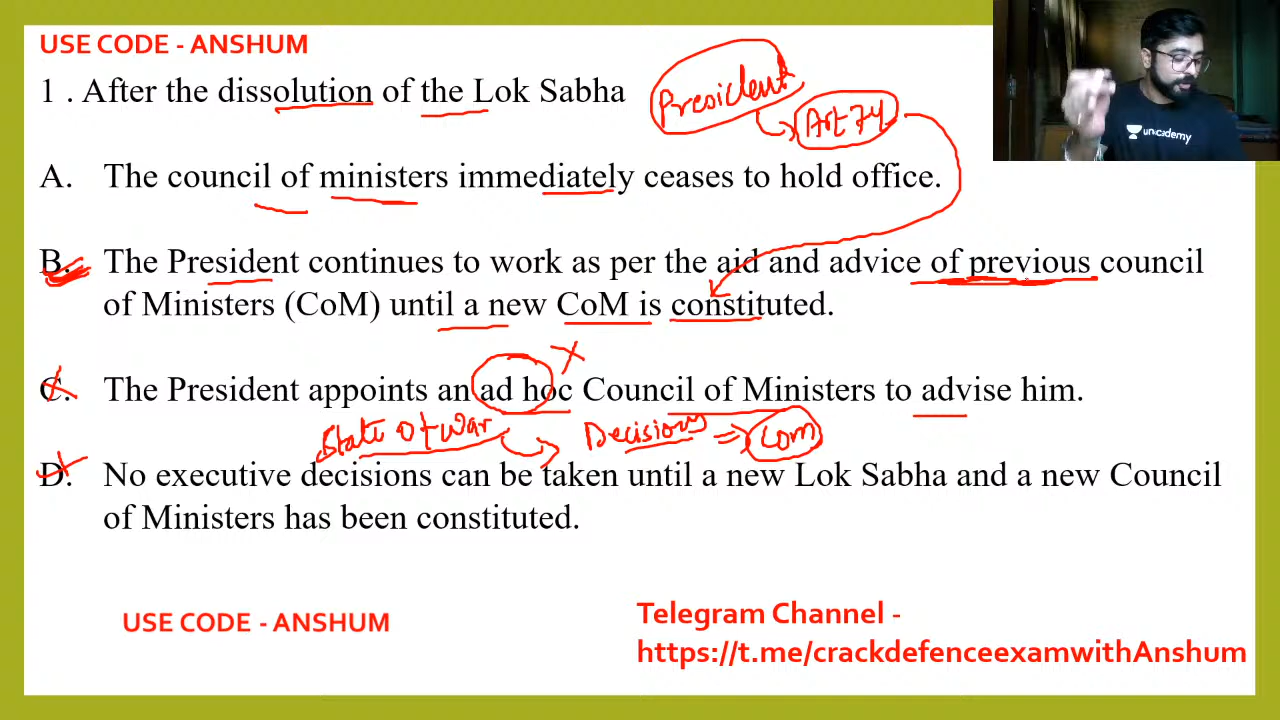 USE CODE - ANSHUM
1 . After the dissolution of the Lok Sabha
President
Art 74
unacademy
A. The council of ministers immediately ceases to hold office.
B. The President continues to work as per the aid and advice of previous council
of Ministers (CoM) until a new CoM is constituted.
C. The President appoints an ad hoc Council of Ministers to advise him.
State of War Decisions => Com
D. No executive decisions can be taken until a new Lok Sabha and a new Council
of Ministers has been constituted.
USE CODE - ANSHUM
Telegram Channel -
https://t.me/crackdefenceexamwithAnshum